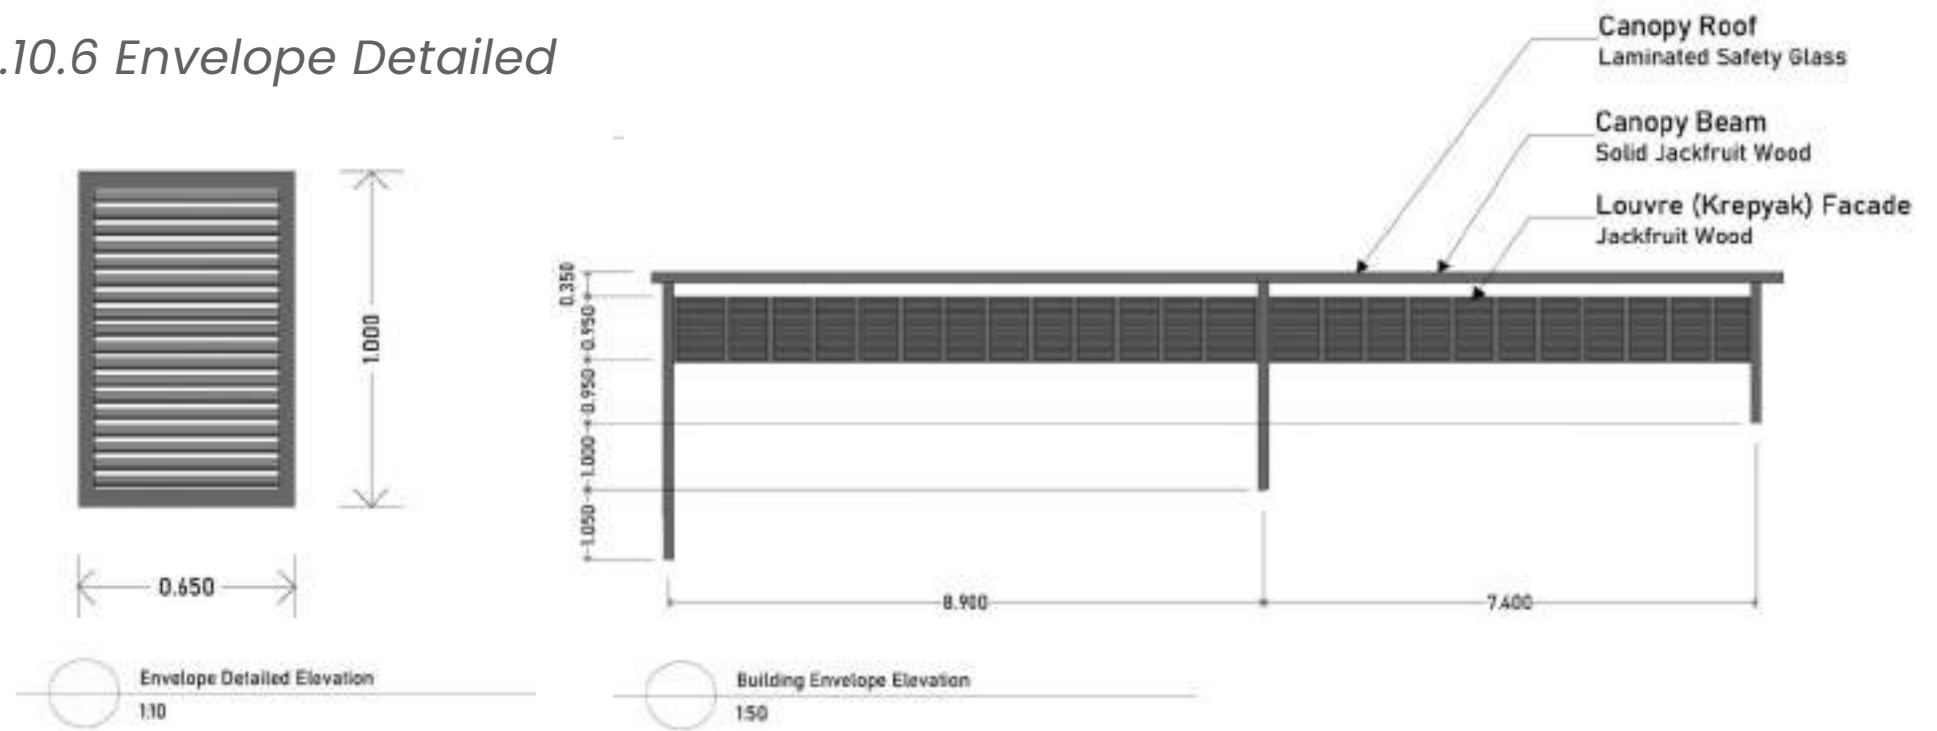 .10.6 Envelope Detailed
Canopy Roof
Laminated Safety Glass
Canopy Beam
Solid Jackfruit Wood
Louvre (Krepyak) Facade
Jackfruit Wood
1.000
0.650
0.350
0.950
0.950
1.000
1.050
8.900
7.400
Envelope Detailed Elevation
1:10
Building Envelope Elevation
1:50